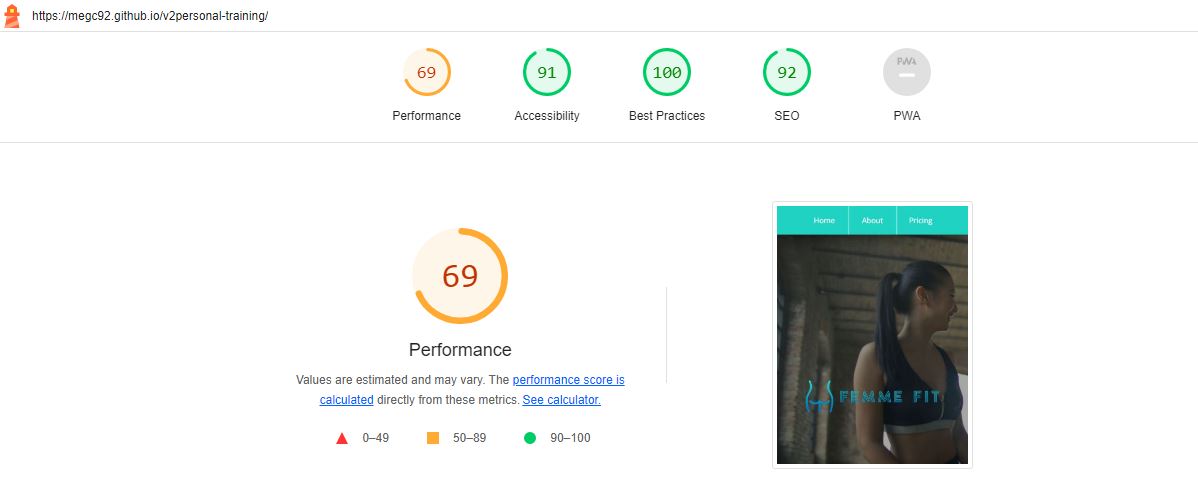 https://megc92.github.io/v2personal-training/
69
91
100
92
PWA
Performance
Accessibility
Best Practices
SEO
PWA
69
Performance
Values are estimated and may vary. The performance score is
calculated directly from these metrics. See calculator.
0–49
50–89
90–100
Home
About
Pricing
FEMME FIT